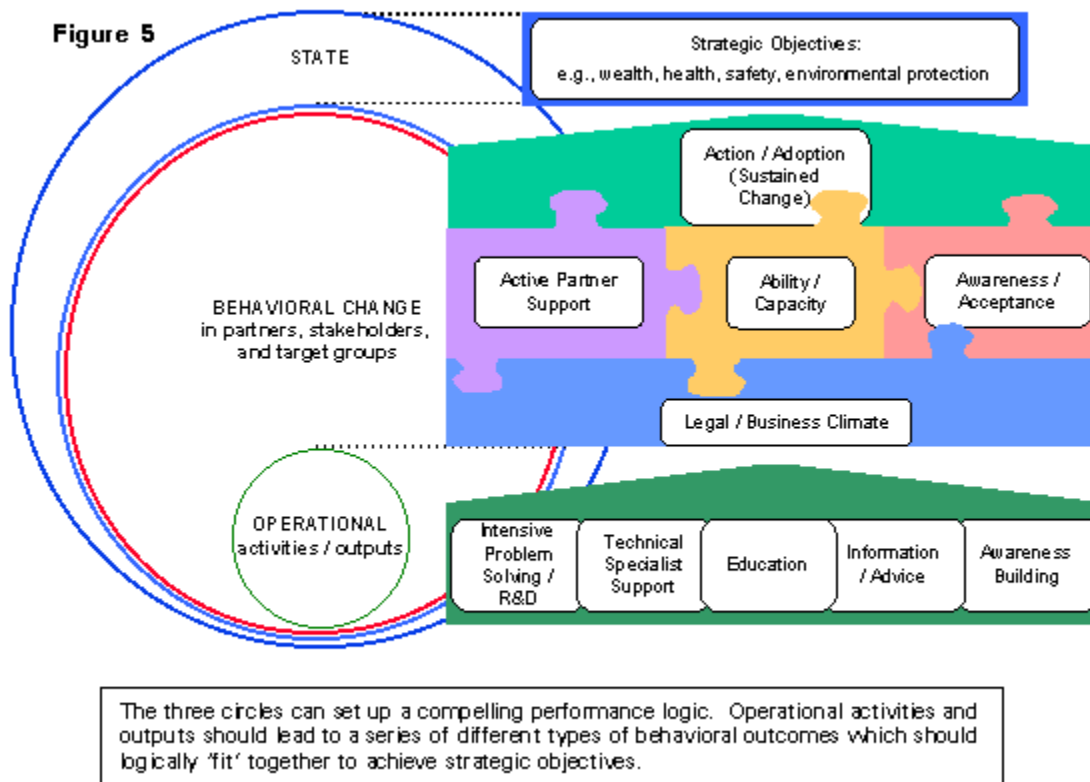 Figure 5
STATE
Strategic Objectives:
e.g., wealth, health, safety, environmental protection
Action / Adoption
(Sustained
Change)
BEHAVIORAL CHANGE
in partners, stakeholders,
and target groups
Active Partner
Support
Ability /
Capacity
Awareness /
Acceptance
Legal / Business Climate
OPERATIONAL
activities / outputs
Intensive
Problem
Solving /
R&D
Technical
Specialist
Support
Education
Information
/ Advice
Awareness
Building
The three circles can set up a compelling performance logic. Operational activities and
outputs should lead to a series of different types of behavioral outcomes which should
logically 'fit' together to achieve strategic objectives.